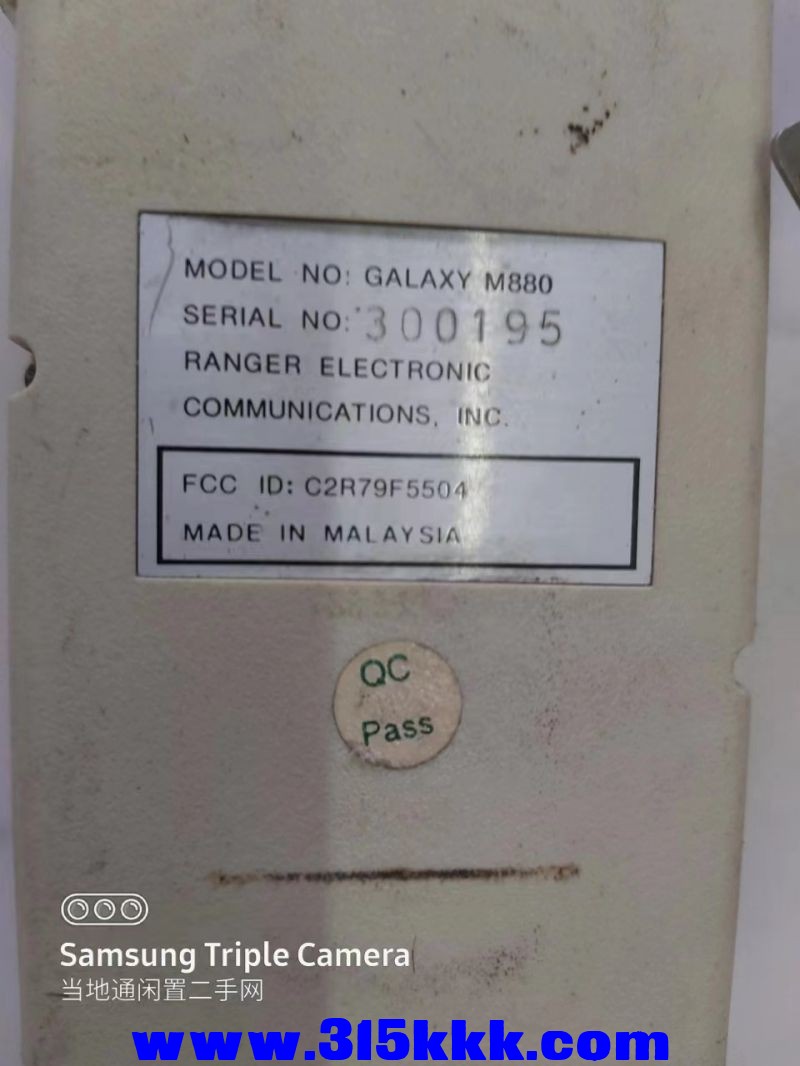 MODEL NO: GALAXY M880
SERIAL NO: 300195
RANGER ELECTRONIC
COMMUNICATIONS, INC.
FCC ID: C2R79F5504
MADE IN MALAYSIA
QC
Pass
Samsung Triple Camera
当地通闲置二手网
www.315kkk.com